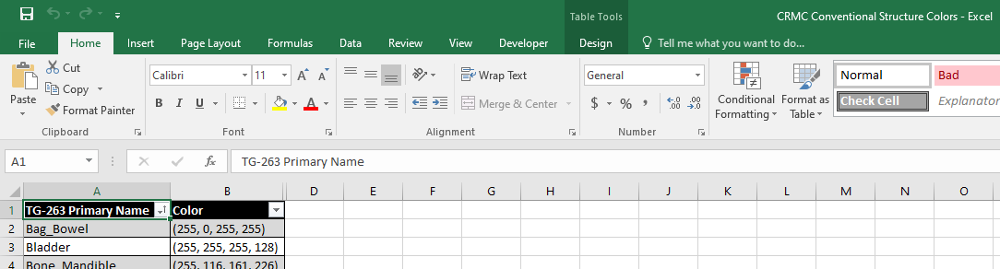 Table Tools
CRMC Conventional Structure Colors - Excel
File Home Insert Page Layout Formulas Data Review View Developer Design Tell me what you want to do...
Paste
Cut
Copy
Format Painter
Clipboard
Calibri 11 A A
B I U A
Font
Wrap Text
Merge & Center
Alignment
General
$ % , .0 .00 .00 .0
Number
Conditional Formatting
Format as Table
Normal Bad
Check Cell Explanator
A1 fx TG-263 Primary Name
A B D E F G H I J K L M N O
1 TG-263 Primary Name Color
2 Bag_Bowel (255, 0, 255, 255)
3 Bladder (255, 255, 255, 128)
4 Bone_Mandible (255, 116, 161, 226)